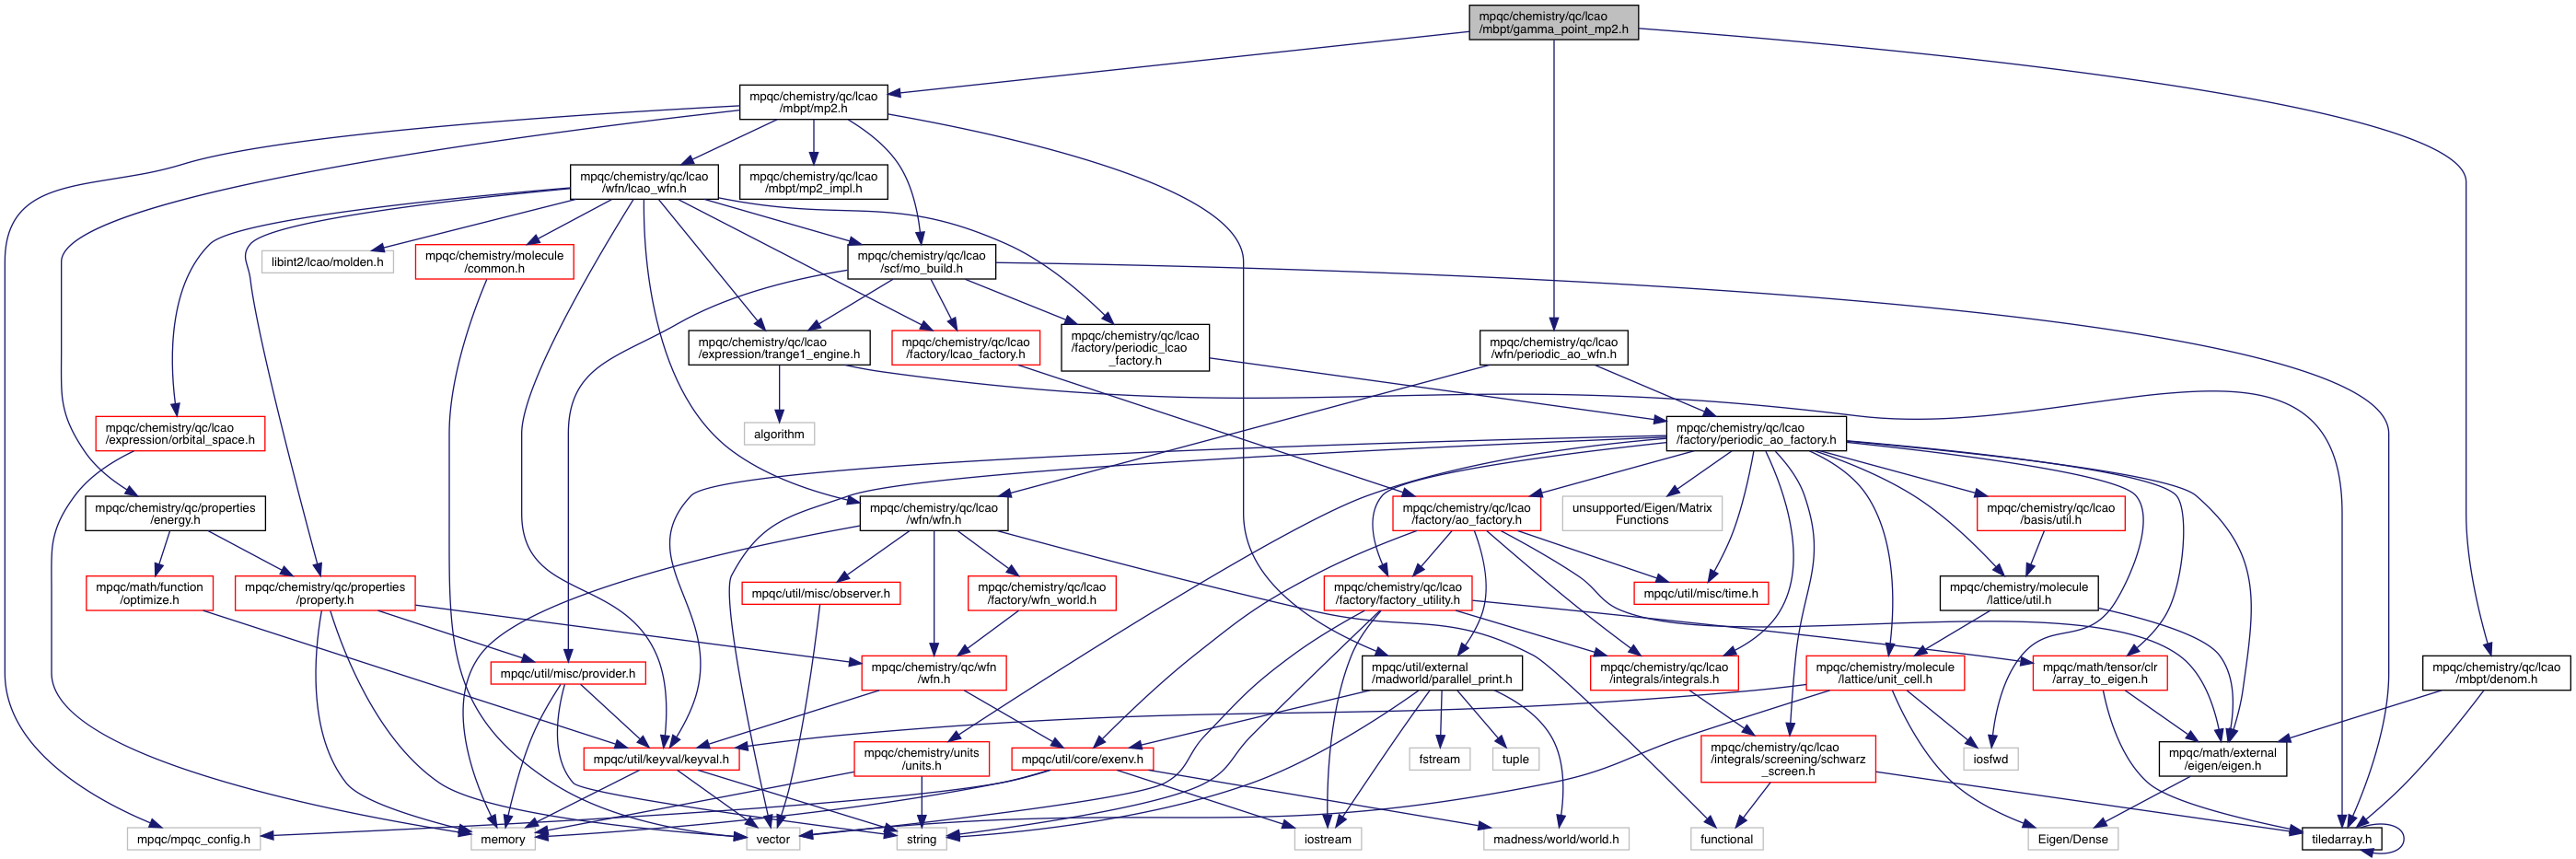 mpqc/chemistry/qc/lcao
/mbpt/gamma_point_mp2.h
mpqc/chemistry/qc/lcao
/mbpt/mp2.h
mpqc/chemistry/qc/lcao
/wfn/lcao_wfn.h
mpqc/chemistry/qc/lcao
/mbpt/mp2_impl.h
libint2/lcao/molden.h
mpqc/chemistry/molecule
/common.h
mpqc/chemistry/qc/lcao
/scf/mo_build.h
mpqc/chemistry/qc/lcao
/expression/trange1_engine.h
mpqc/chemistry/qc/lcao
/factory/lcao_factory.h
mpqc/chemistry/qc/lcao
/factory/periodic_lcao
_factory.h
mpqc/chemistry/qc/lcao
/wfn/periodic_ao_wfn.h
mpqc/chemistry/qc/lcao
/expression/orbital_space.h
algorithm
mpqc/chemistry/qc/lcao
/factory/periodic_ao_factory.h
mpqc/chemistry/qc/properties
/energy.h
mpqc/chemistry/qc/lcao
/wfn/wfn.h
mpqc/chemistry/qc/lcao
/factory/ao_factory.h
unsupported/Eigen/Matrix
Functions
mpqc/chemistry/qc/lcao
/basis/util.h
mpqc/math/function
/optimize.h
mpqc/chemistry/qc/properties
/property.h
mpqc/util/misc/observer.h
mpqc/chemistry/qc/lcao
/factory/wfn_world.h
mpqc/chemistry/qc/lcao
/factory/factory_utility.h
mpqc/util/misc/time.h
mpqc/chemistry/molecule
/lattice/util.h
mpqc/util/misc/provider.h
mpqc/chemistry/qc/wfn
/wfn.h
mpqc/util/external
/madworld/parallel_print.h
mpqc/chemistry/qc/lcao
/integrals/integrals.h
mpqc/chemistry/molecule
/lattice/unit_cell.h
mpqc/math/tensor/clr
/array_to_eigen.h
mpqc/chemistry/qc/lcao
/mbpt/denom.h
mpqc/util/keyval/keyval.h
mpqc/chemistry/units
/units.h
mpqc/util/core/exenv.h
fstream
tuple
mpqc/chemistry/qc/lcao
/integrals/screening/schwarz
_screen.h
iosfwd
mpqc/math/external
/eigen/eigen.h
mpqc/mpqc_config.h
memory
vector
string
iostream
madness/world/world.h
functional
Eigen/Dense
tiledarray.h